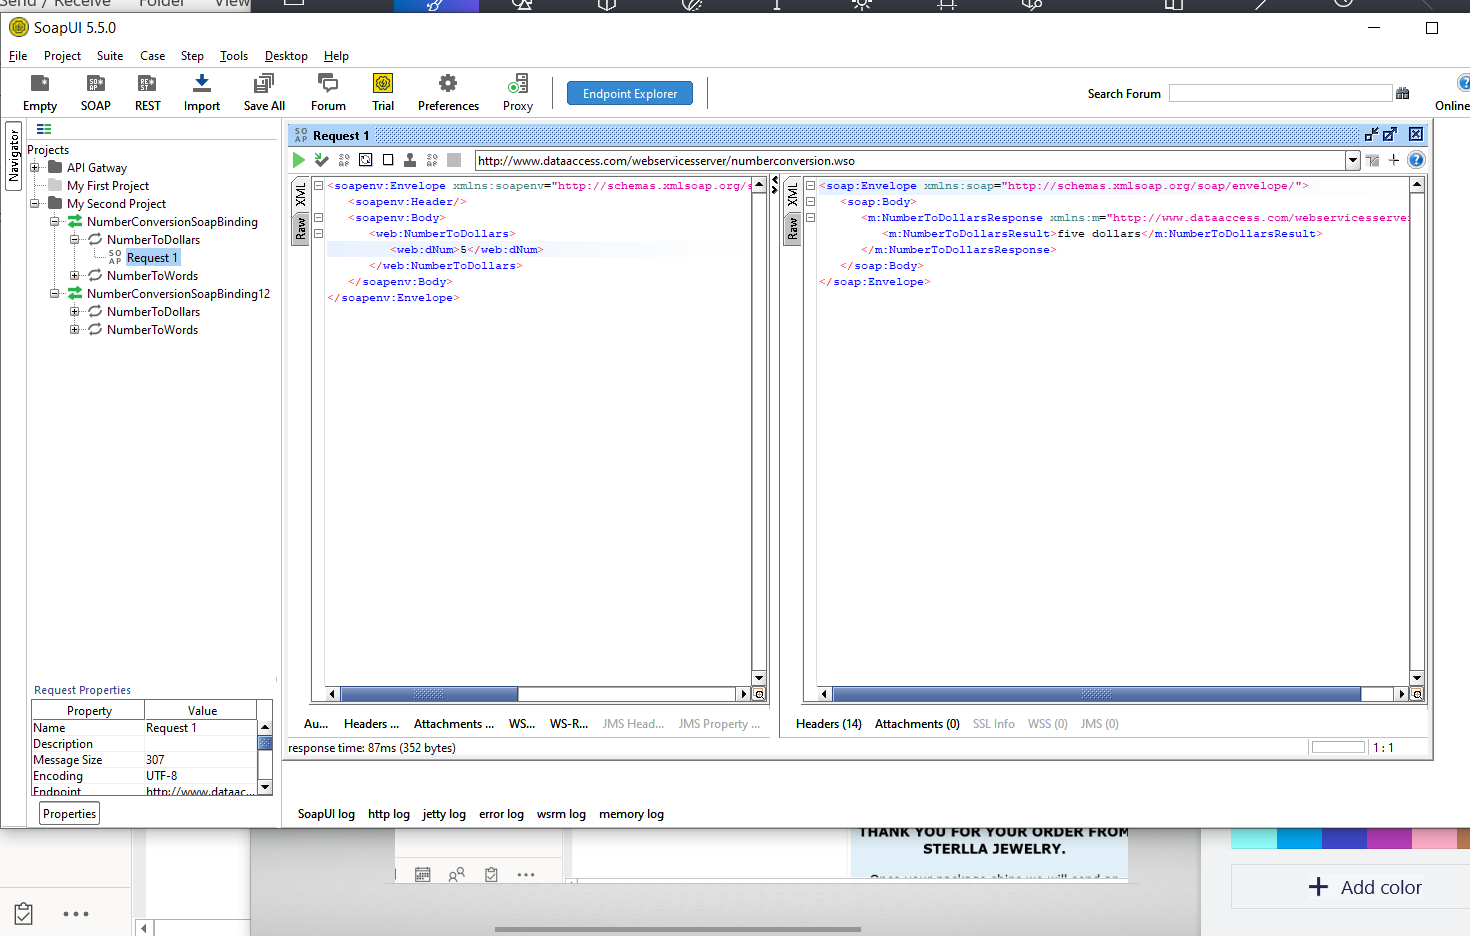 Send / Receive Folder View
SoapUI 5.5.0
File Project Suite Case Step Tools Desktop Help
Empty SOAP REST Import Save All Forum Trial Preferences Proxy Endpoint Explorer Search Forum Online
Navigator
Projects
API Gatway
My First Project
My Second Project
NumberConversionSoapBinding
NumberToDollars
SO AP Request 1
NumberToWords
NumberConversionSoapBinding12
NumberToDollars
NumberToWords
Request Properties
Property Value
Name Request 1
Description
Message Size 307
Encoding UTF-8
Endpoint http://www.dataac...
Properties
SO AP Request 1
http://www.dataaccess.com/webservicesserver/numberconversion.wso
XML
Raw
<soapenv:Envelope xmlns:soapenv="http://schemas.xmlsoap.org/s
<soapenv:Header/>
<soapenv:Body>
<web:NumberToDollars>
<web:dNum>5</web:dNum>
</web:NumberToDollars>
</soapenv:Body>
</soapenv:Envelope>
XML
Raw
<soap:Envelope xmlns:soap="http://schemas.xmlsoap.org/soap/envelope/">
<soap:Body>
<m:NumberToDollarsResponse xmlns:m="http://www.dataaccess.com/webservicesserver
<m:NumberToDollarsResult>five dollars</m:NumberToDollarsResult>
</m:NumberToDollarsResponse>
</soap:Body>
</soap:Envelope>
Au... Headers ... Attachments ... WS... WS-R... JMS Head... JMS Property ...
Headers (14) Attachments (0) SSL Info WSS (0) JMS (0)
response time: 87ms (352 bytes)
1 : 1
SoapUI log http log jetty log error log wsrm log memory log
THANK YOU FOR YOUR ORDER FROM
STERLLA JEWELRY.
Add color